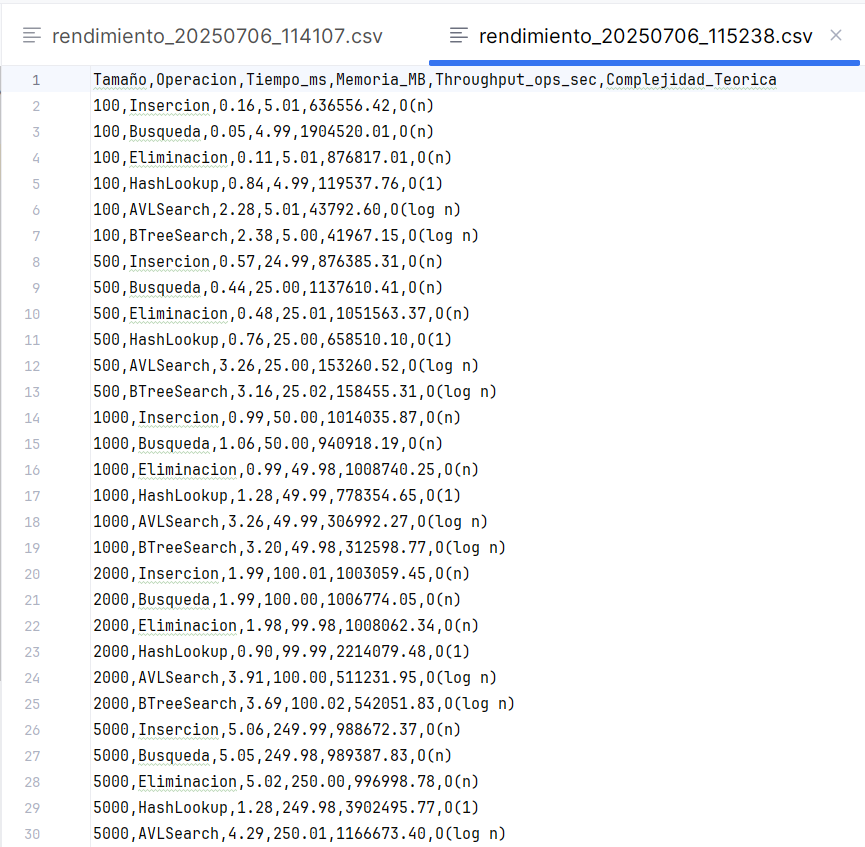 rendimiento_20250706_114107.csv rendimiento_20250706_115238.csv
1 Tamaño,Operacion,Tiempo_ms,Memoria_MB,Throughput_ops_sec,Complejidad_Teorica
2 100,Insercion,0.16,5.01,636556.42,O(n)
3 100,Busqueda,0.05,4.99,1904520.01,O(n)
4 100,Eliminacion,0.11,5.01,876817.01,O(n)
5 100,HashLookup,0.84,4.99,119537.76,O(1)
6 100,AVLSearch,2.28,5.01,43792.60,O(log n)
7 100,BTreeSearch,2.38,5.00,41967.15,O(log n)
8 500,Insercion,0.57,24.99,876385.31,O(n)
9 500,Busqueda,0.44,25.00,1137610.41,O(n)
10 500,Eliminacion,0.48,25.01,1051563.37,O(n)
11 500,HashLookup,0.76,25.00,658510.10,O(1)
12 500,AVLSearch,3.26,25.00,153260.52,O(log n)
13 500,BTreeSearch,3.16,25.02,158455.31,O(log n)
14 1000,Insercion,0.99,50.00,1014035.87,O(n)
15 1000,Busqueda,1.06,50.00,940918.19,O(n)
16 1000,Eliminacion,0.99,49.98,1008740.25,O(n)
17 1000,HashLookup,1.28,49.99,778354.65,O(1)
18 1000,AVLSearch,3.26,49.99,306992.27,O(log n)
19 1000,BTreeSearch,3.20,49.98,312598.77,O(log n)
20 2000,Insercion,1.99,100.01,1003059.45,O(n)
21 2000,Busqueda,1.99,100.00,1006774.05,O(n)
22 2000,Eliminacion,1.98,99.98,1008062.34,O(n)
23 2000,HashLookup,0.90,99.99,2214079.48,O(1)
24 2000,AVLSearch,3.91,100.00,511231.95,O(log n)
25 2000,BTreeSearch,3.69,100.02,542051.83,O(log n)
26 5000,Insercion,5.06,249.99,988672.37,O(n)
27 5000,Busqueda,5.05,249.98,989387.83,O(n)
28 5000,Eliminacion,5.02,250.00,996998.78,O(n)
29 5000,HashLookup,1.28,249.98,3902495.77,O(1)
30 5000,AVLSearch,4.29,250.01,1166673.40,O(log n)